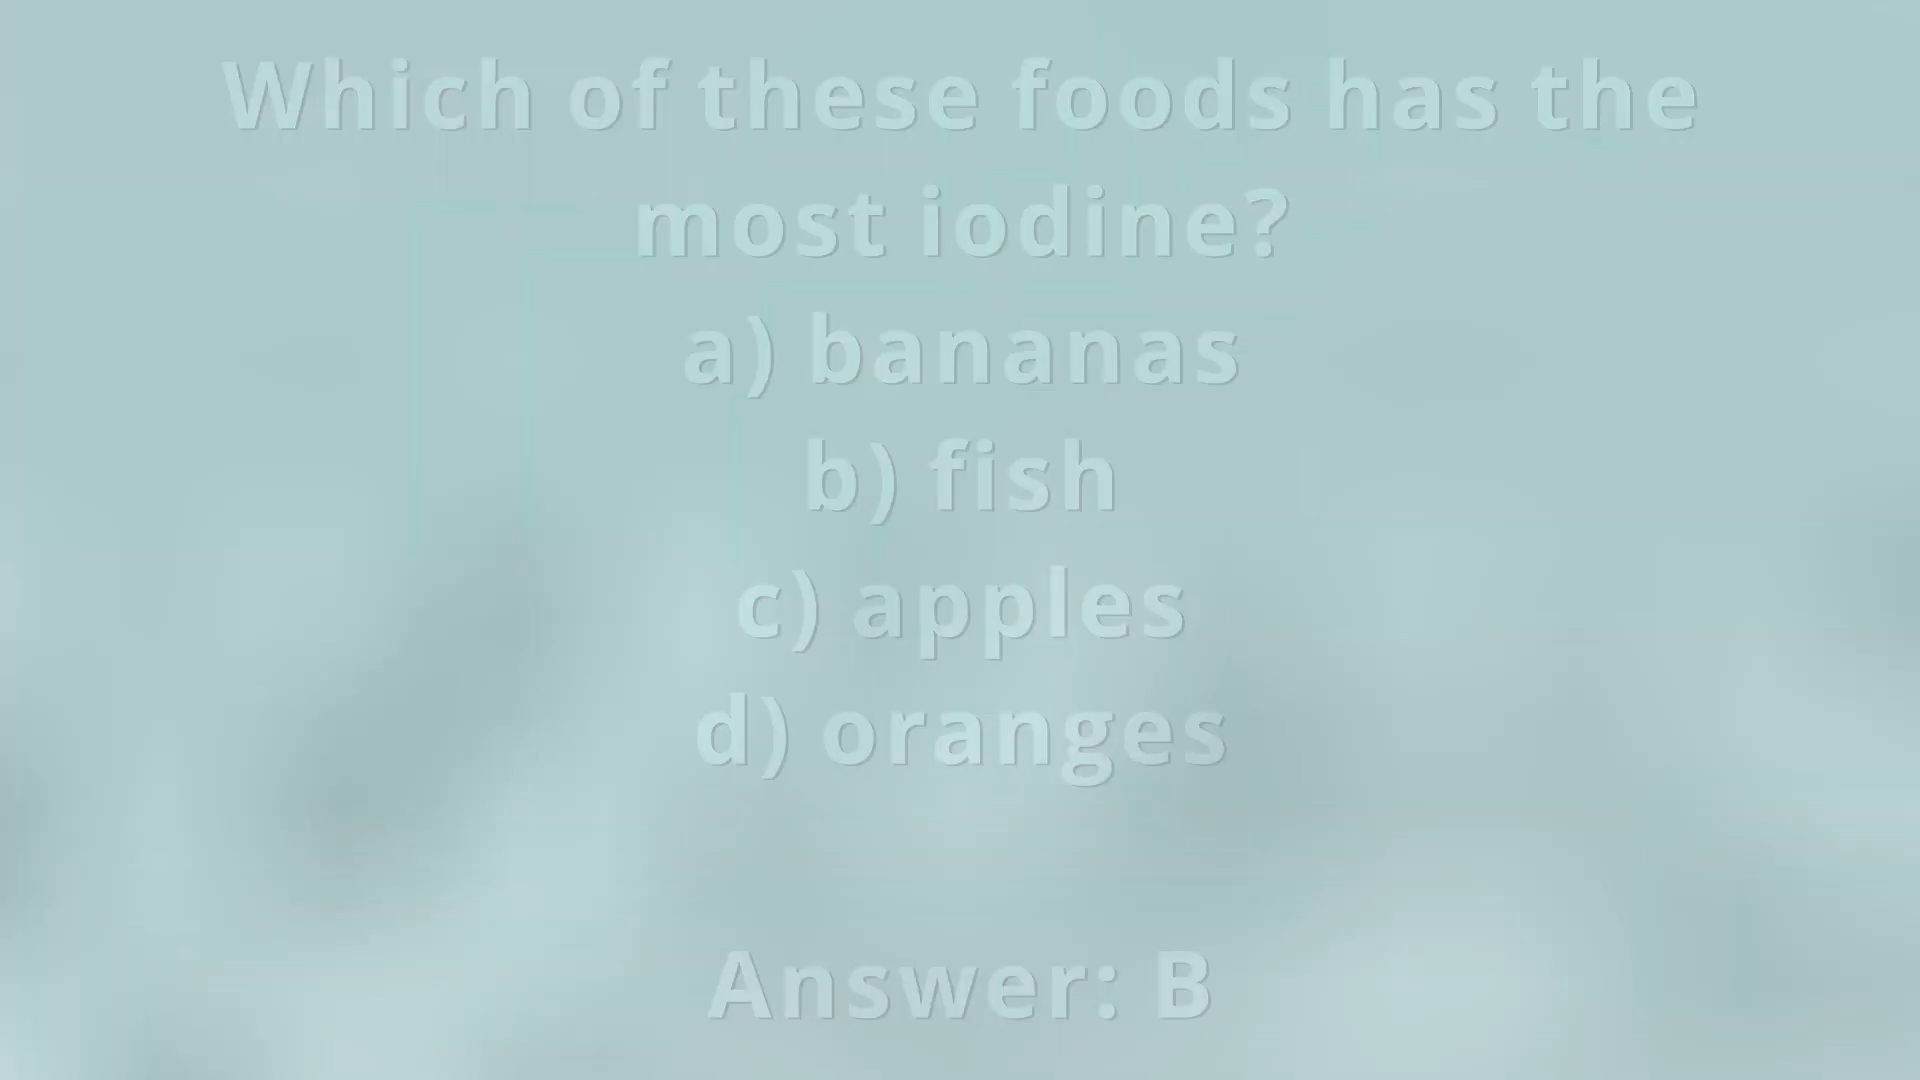 Which of these foods has the
most iodine?
a) bananas
b) fish
c) apples
d) oranges
Answer: B